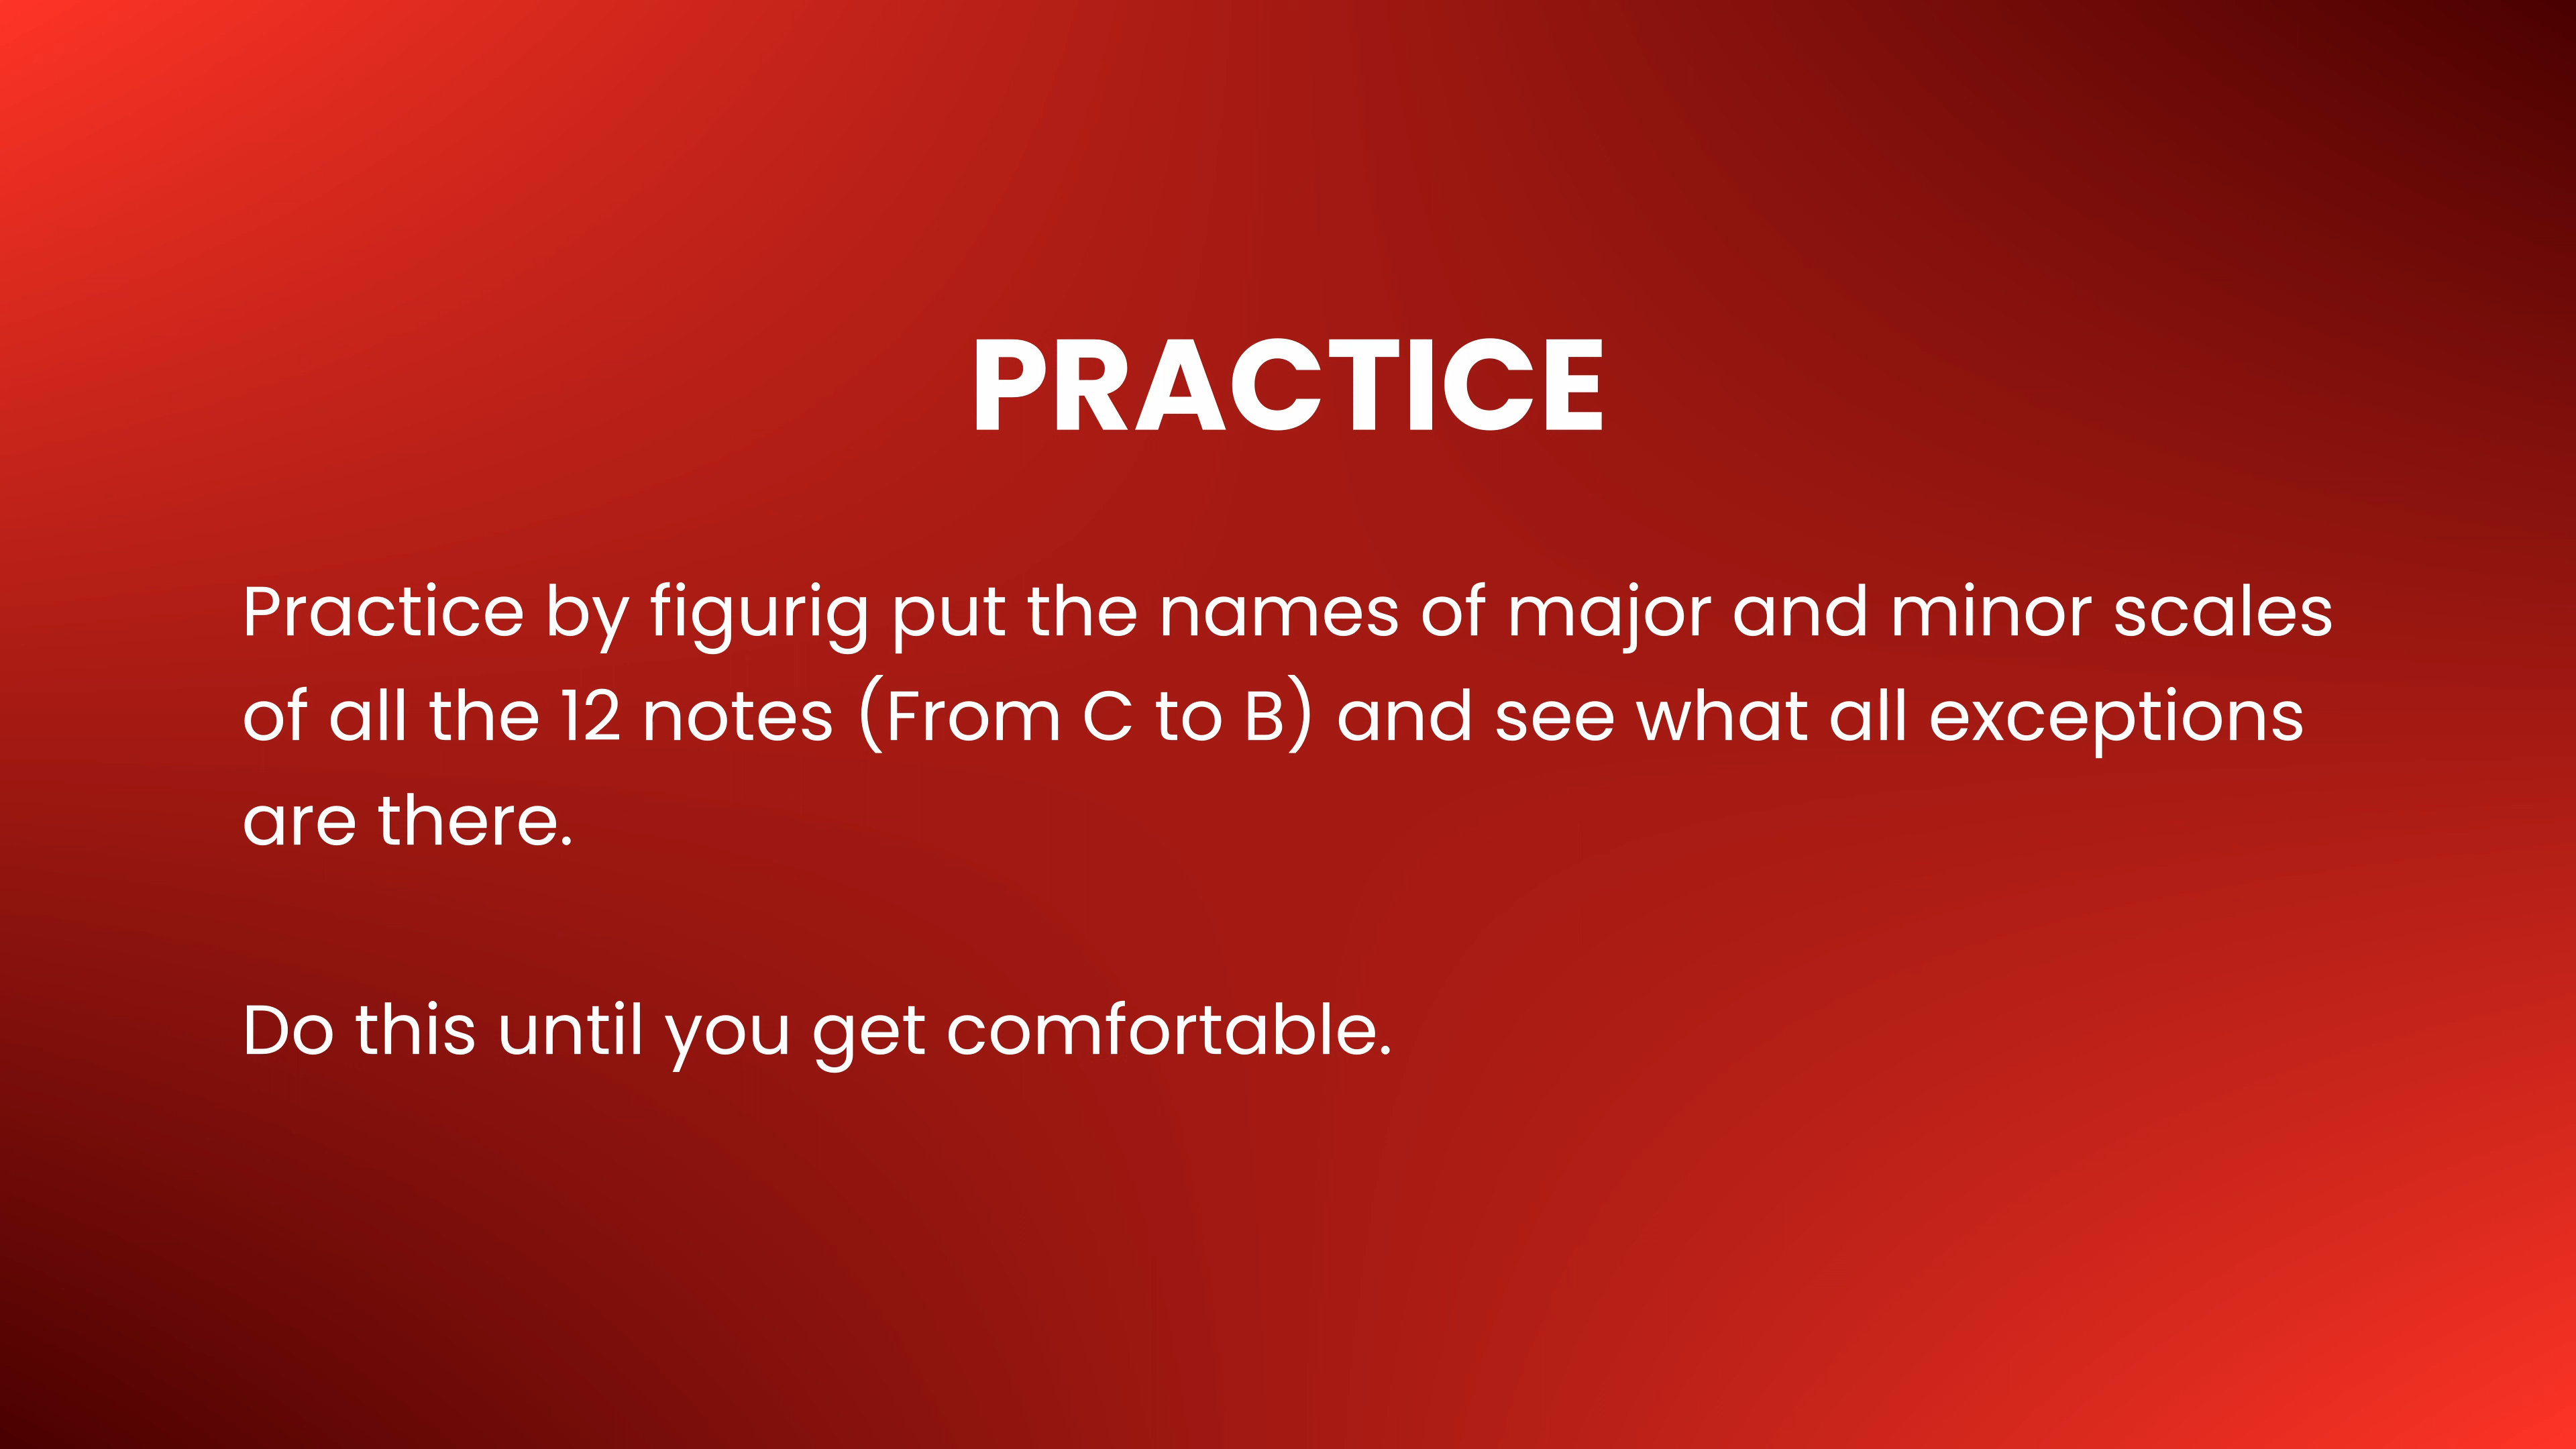 PRACTICE
Practice by figurig put the names of major and minor scales
of all the 12 notes (From C to B) and see what all exceptions
are there.
Do this until you get comfortable.